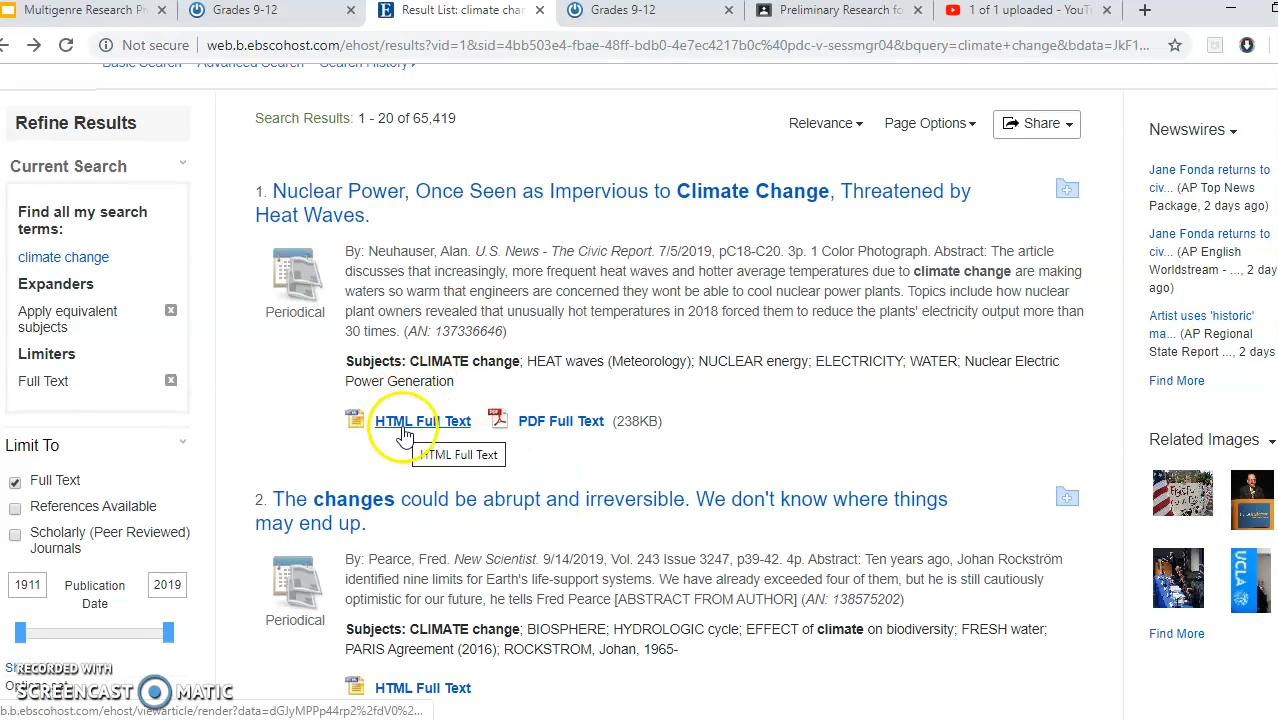 Multigenre Research Pr
Grades 9-12
Result List: climate char
Grades 9-12
Preliminary Research fo
1 of 1 uploaded - YouT
Not secure
web.b.ebscohost.com/ehost/results?vid=1&sid=4bb503e4-fbae-48ff-bdb0-4e7ec4217b0c%40pdc-v-sessmgr04&bquery=climate+change&bdata=JkF1...
Basic Search Advanced Search Search History
Refine Results
Current Search
Find all my search
terms:
climate change
Expanders
Apply equivalent
subjects
Limiters
Full Text
Limit To
Full Text
References Available
Scholarly (Peer Reviewed)
Journals
1911 Publication 2019
Date
RECORDED WITH
SCREENCAST MATIC
Search Results: 1 - 20 of 65,419
Relevance
Page Options
Share
1. Nuclear Power, Once Seen as Impervious to Climate Change, Threatened by
Heat Waves.
Periodical
By: Neuhauser, Alan. U.S. News - The Civic Report. 7/5/2019, pC18-C20. 3p. 1 Color Photograph. Abstract: The article
discusses that increasingly, more frequent heat waves and hotter average temperatures due to climate change are making
waters so warm that engineers are concerned they wont be able to cool nuclear power plants. Topics include how nuclear
plant owners revealed that unusually hot temperatures in 2018 forced them to reduce the plants' electricity output more than
30 times. (AN: 137336646)
Subjects: CLIMATE change; HEAT waves (Meteorology); NUCLEAR energy; ELECTRICITY; WATER; Nuclear Electric
Power Generation
HTML Full Text
PDF Full Text (238KB)
HTML Full Text
2. The changes could be abrupt and irreversible. We don't know where things
may end up.
Periodical
By: Pearce, Fred. New Scientist. 9/14/2019, Vol. 243 Issue 3247, p39-42. 4p. Abstract: Ten years ago, Johan Rockström
identified nine limits for Earth's life-support systems. We have already exceeded four of them, but he is still cautiously
optimistic for our future, he tells Fred Pearce [ABSTRACT FROM AUTHOR] (AN: 138575202)
Subjects: CLIMATE change; BIOSPHERE; HYDROLOGIC cycle; EFFECT of climate on biodiversity; FRESH water;
PARIS Agreement (2016); ROCKSTROM, Johan, 1965-
HTML Full Text
Newswires
Jane Fonda returns to
civ... (AP Top News
Package, 2 days ago)
Jane Fonda returns to
civ... (AP English
Worldstream - ..., 2 day
ago)
Artist uses 'historic'
ma... (AP Regional
State Report ..., 2 days
Find More
Related Images
UCLA
Find More